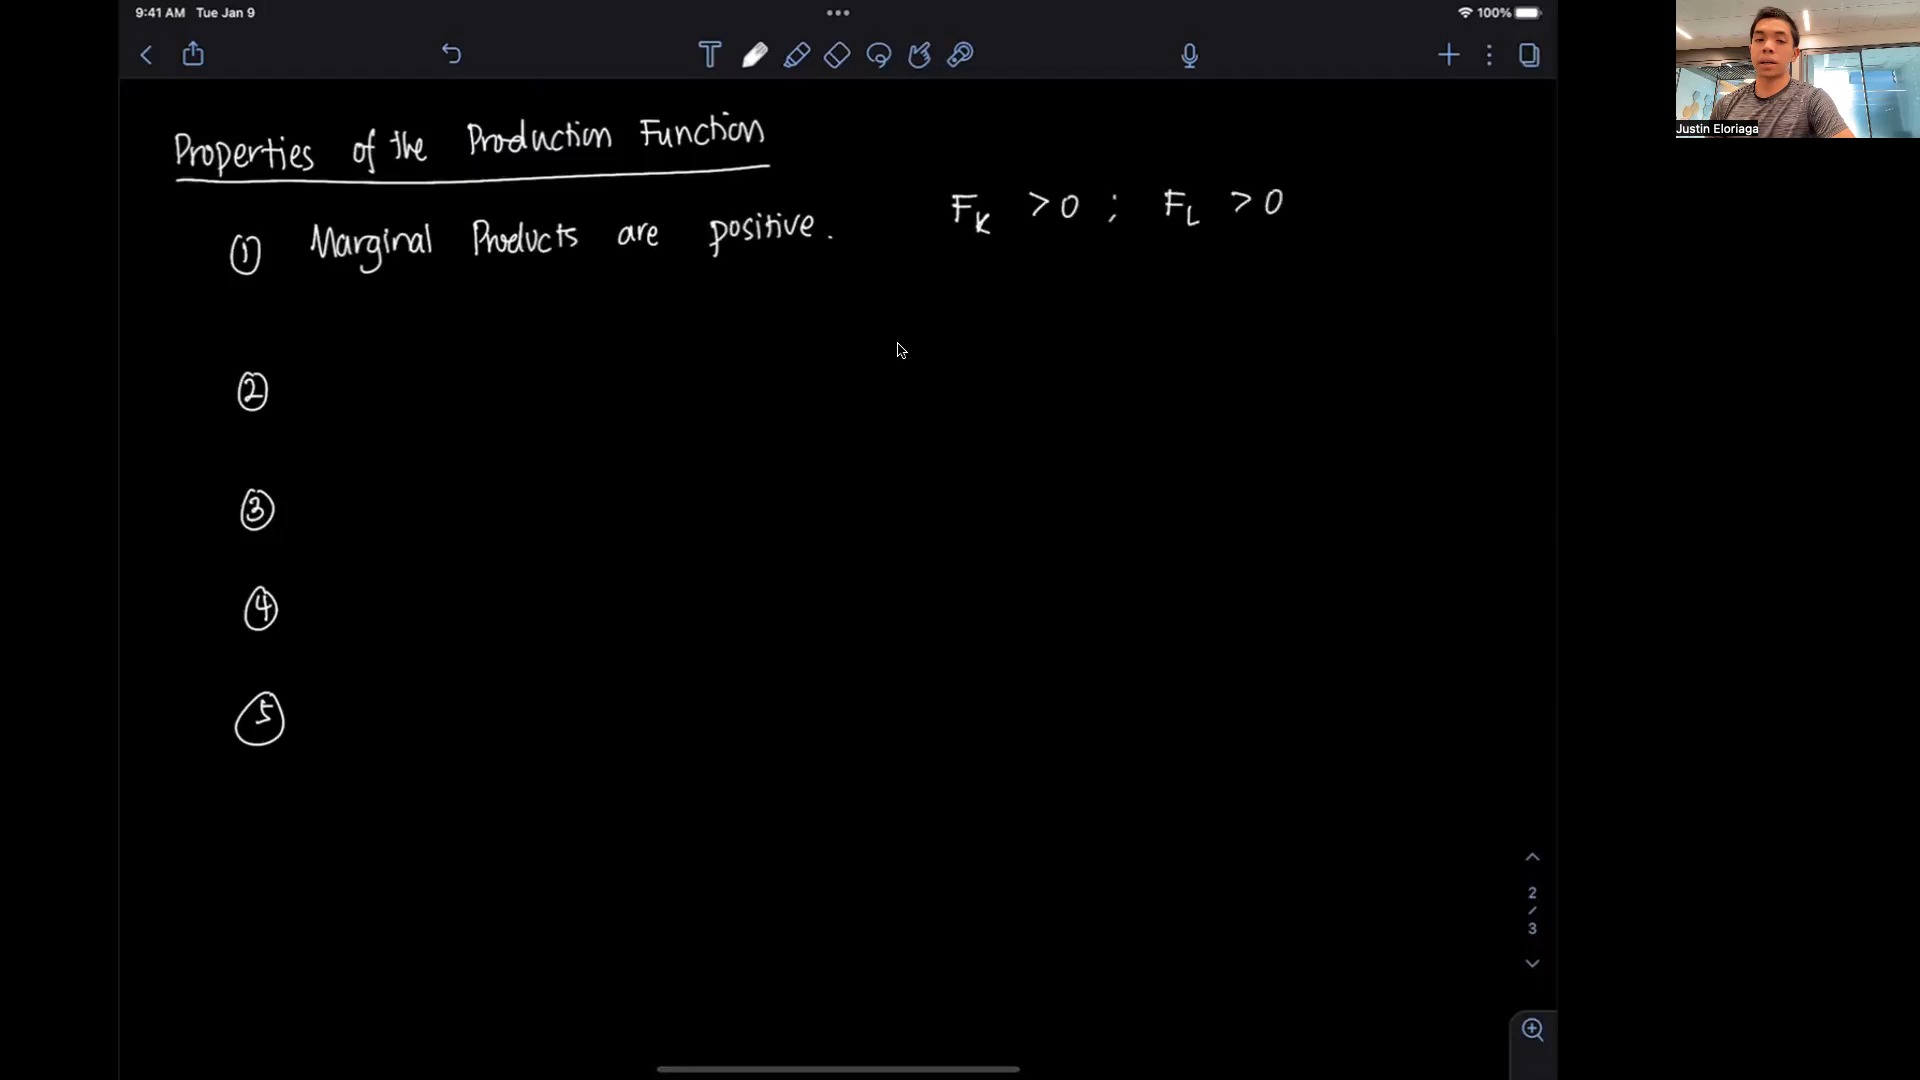 9:41 AM Tue Jan 9
100%
Justin Eloriaga
Properties of the Production Function
① Marginal Products are positive. F_K > 0 ; F_L > 0
②
③
④
⑤
2
/
3